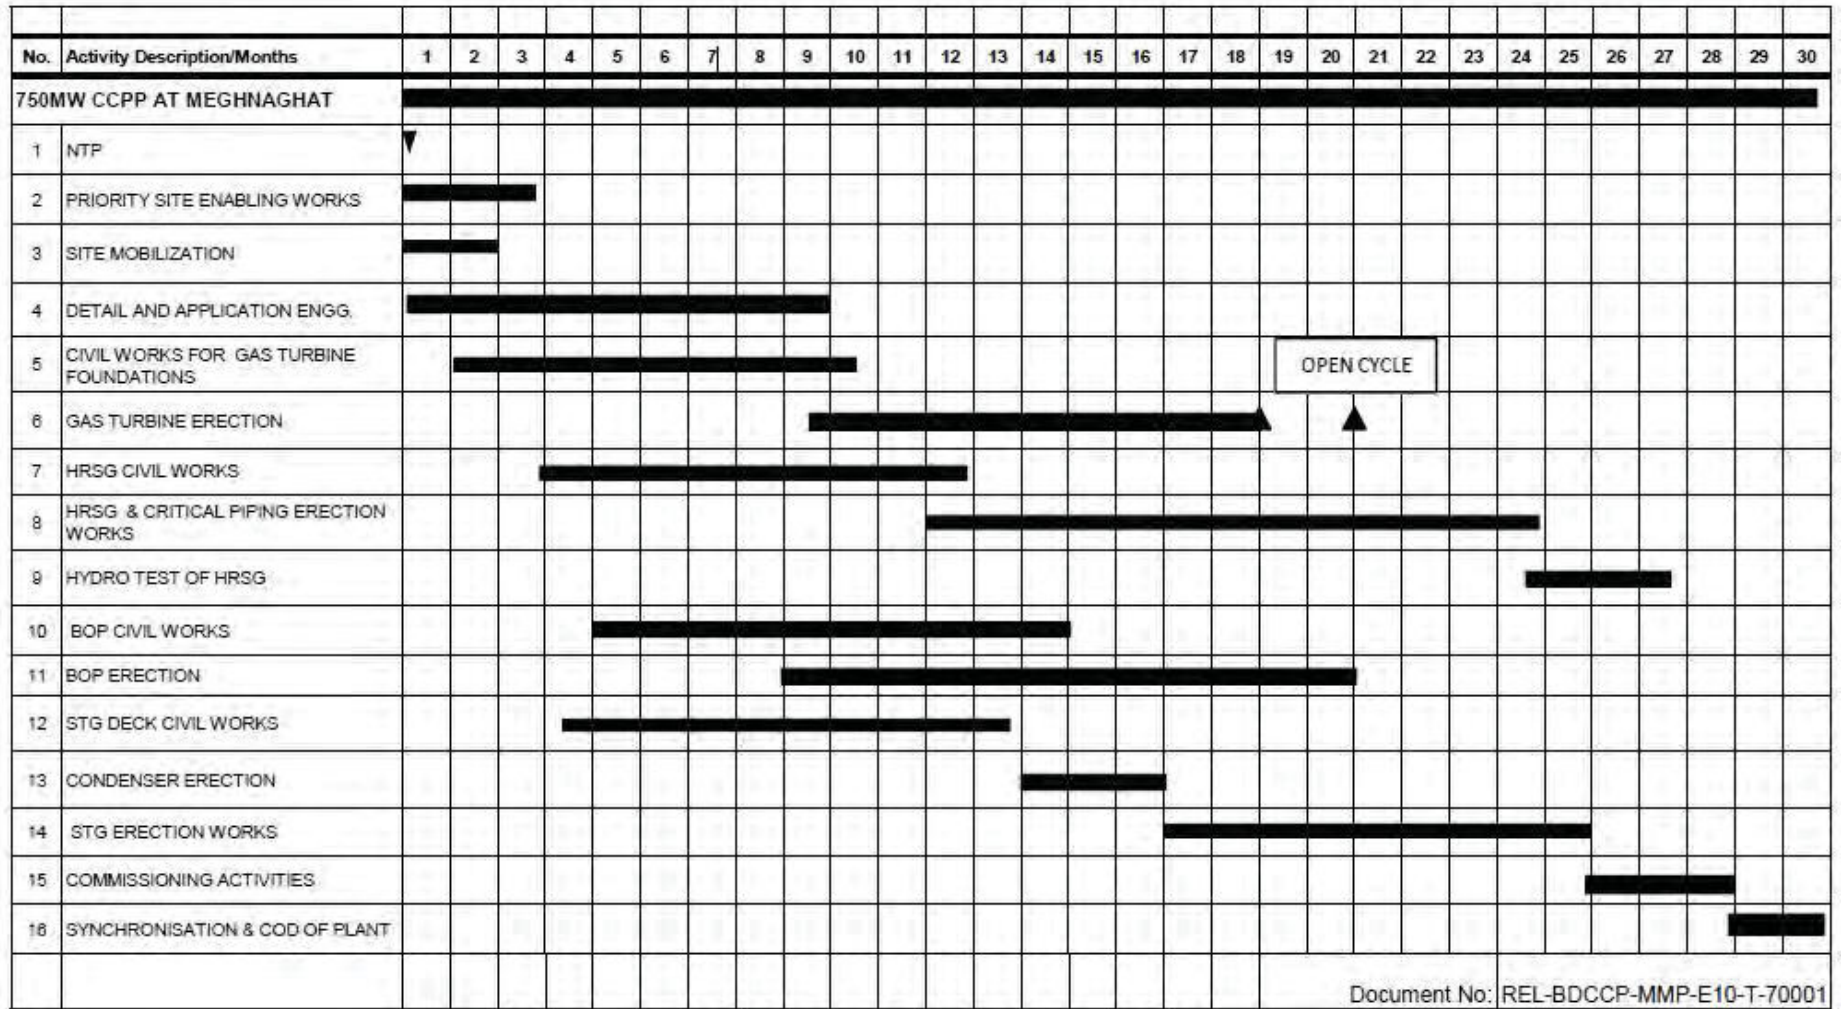 No. Activity Description/Months 1 2 3 4 5 6 7 8 9 10 11 12 13 14 15 16 17 18 19 20 21 22 23 24 25 26 27 28 29 30
750MW CCPP AT MEGHNAGHAT
1 NTP
2 PRIORITY SITE ENABLING WORKS
3 SITE MOBILIZATION
4 DETAIL AND APPLICATION ENGG.
5 CIVIL WORKS FOR GAS TURBINE
FOUNDATIONS
OPEN CYCLE
6 GAS TURBINE ERECTION
7 HRSG CIVIL WORKS
8 HRSG & CRITICAL PIPING ERECTION
WORKS
9 HYDRO TEST OF HRSG
10 BOP CIVIL WORKS
11 BOP ERECTION
12 STG DECK CIVIL WORKS
13 CONDENSER ERECTION
14 STG ERECTION WORKS
15 COMMISSIONING ACTIVITIES
16 SYNCHRONISATION & COD OF PLANT
Document No: REL-BDCCP-MMP-E10-T-70001